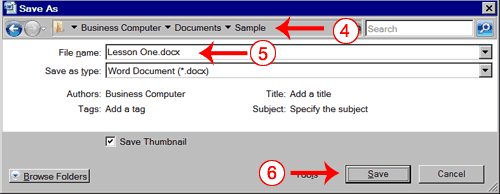 Save As
Business Computer Documents Sample 4 Search
File name: Lesson One.docx 5
Save as type: Word Document (*.docx)
Authors: Business Computer Title: Add a title
Tags: Add a tag Subject: Specify the subject
Save Thumbnail
Browse Folders 6 Save Cancel